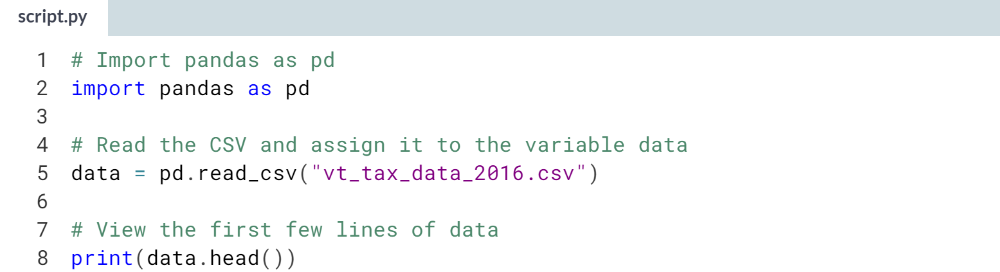 script.py
1 # Import pandas as pd
2 import pandas as pd
3
4 # Read the CSV and assign it to the variable data
5 data = pd.read_csv("vt_tax_data_2016.csv")
6
7 # View the first few lines of data
8 print(data.head())